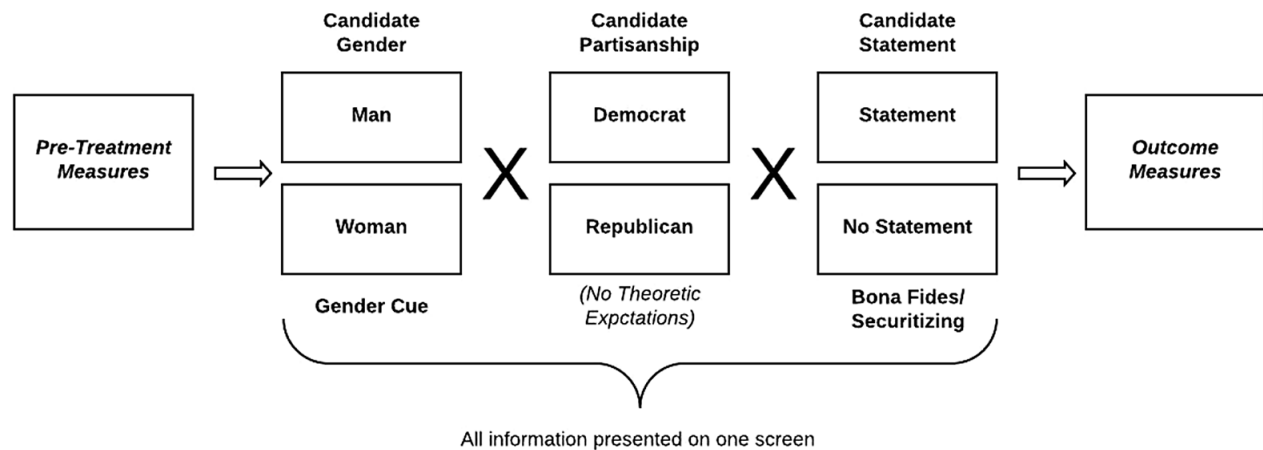 Pre-Treatment
Measures
Candidate
Gender
Man
Woman
Gender Cue
X
Candidate
Partisanship
Democrat
Republican
(No Theoretic
Expctations)
X
Candidate
Statement
Statement
No Statement
Bona Fides/
Securitizing
Outcome
Measures
All information presented on one screen